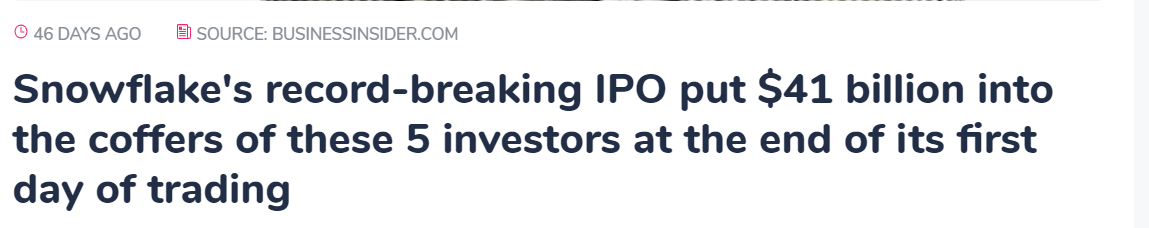 46 DAYS AGO SOURCE: BUSINESSINSIDER.COM
Snowflake's record-breaking IPO put $41 billion into
the coffers of these 5 investors at the end of its first
day of trading